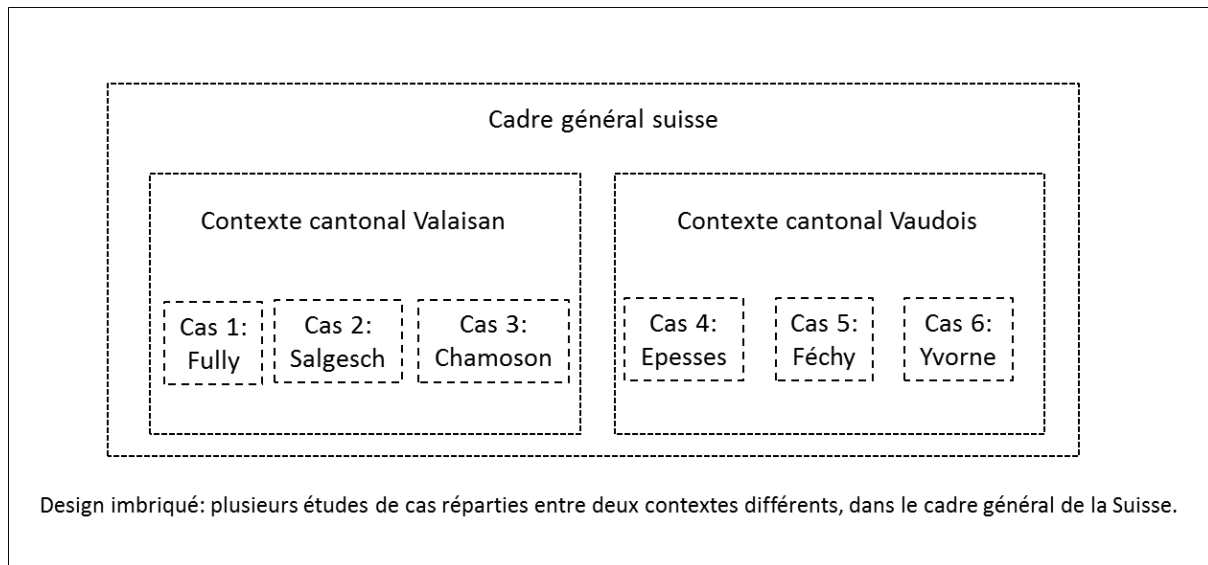 Cadre général suisse
Contexte cantonal Valaisan
Contexte cantonal Vaudois
Cas 1:
Fully
Cas 2:
Salgesch
Cas 3:
Chamoson
Cas 4:
Epesses
Cas 5:
Féchy
Cas 6:
Yvorne
Design imbriqué: plusieurs études de cas réparties entre deux contextes différents, dans le cadre général de la Suisse.